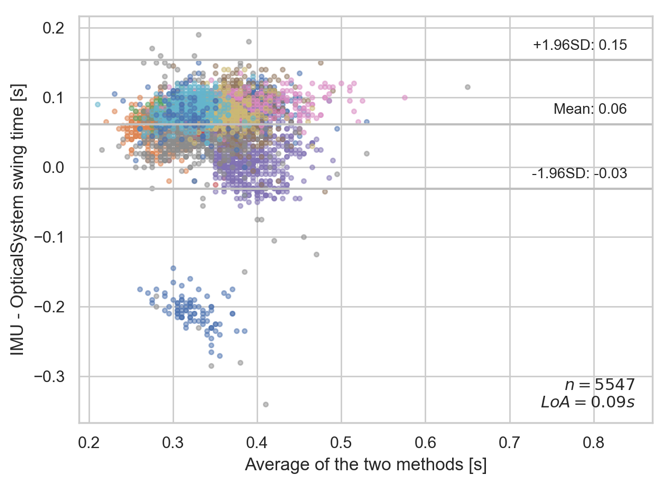 0.2
+1.96SD: 0.15
0.1
Mean: 0.06
0.0
-1.96SD: -0.03
−0.1
−0.2
−0.3
n = 5547
LoA = 0.09s
IMU - OpticalSystem swing time [s]
0.2 0.3 0.4 0.5 0.6 0.7 0.8
Average of the two methods [s]